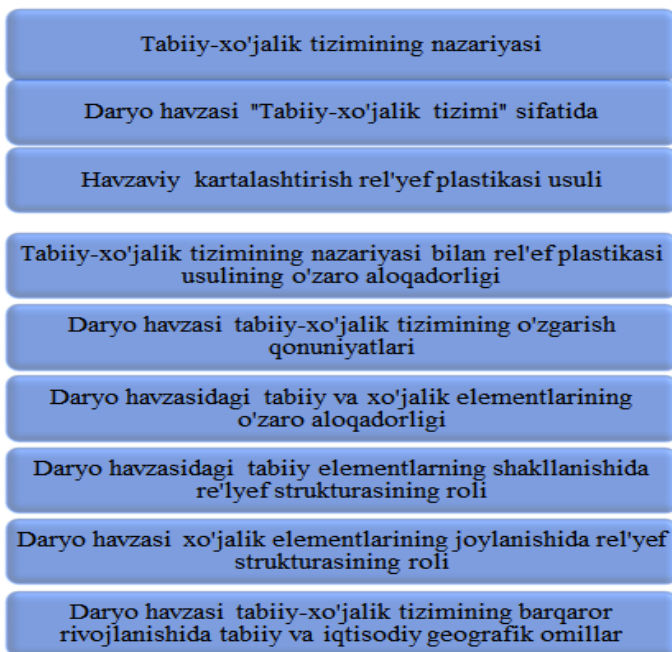 Tabiiy-xo'jalik tizimining nazariyasi
Daryo havzasi "Tabiiy-xo'jalik tizimi" sifatida
Havzaviy kartalashtirish rel'yef plastikasi usuli
Tabiiy-xo'jalik tizimining nazariyasi bilan rel'ef plastikasi
usulining o'zaro aloqadorligi
Daryo havzasi tabiiy-xo'jalik tizimining o'zgarish
qonuniyatlari
Daryo havzasidagi tabiiy va xo'jalik elementlarining
o'zaro aloqadorligi
Daryo havzasidagi tabiiy elementlarning shakllanishida
re'lyef strukturasining roli
Daryo havzasi xo'jalik elementlarining joylanishida rel'yef
strukturasining roli
Daryo havzasi tabiiy-xo'jalik tizimining barqaror
rivojlanishida tabiiy va iqtisodiy geografik omillar